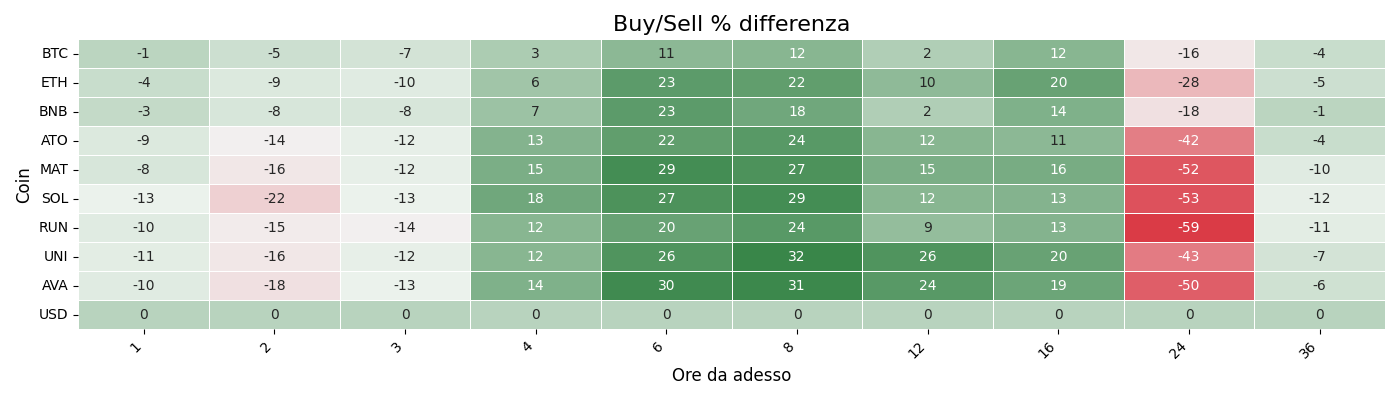 Buy/Sell % differenza
Coin
BTC -1 -5 -7 3 11 12 2 12 -16 -4
ETH -4 -9 -10 6 23 22 10 20 -28 -5
BNB -3 -8 -8 7 23 18 2 14 -18 -1
ATO -9 -14 -12 13 22 24 12 11 -42 -4
MAT -8 -16 -12 15 29 27 15 16 -52 -10
SOL -13 -22 -13 18 27 29 12 13 -53 -12
RUN -10 -15 -14 12 20 24 9 13 -59 -11
UNI -11 -16 -12 12 26 32 26 20 -43 -7
AVA -10 -18 -13 14 30 31 24 19 -50 -6
USD 0 0 0 0 0 0 0 0 0 0
1 2 3 4 6 8 12 16 24 36
Ore da adesso